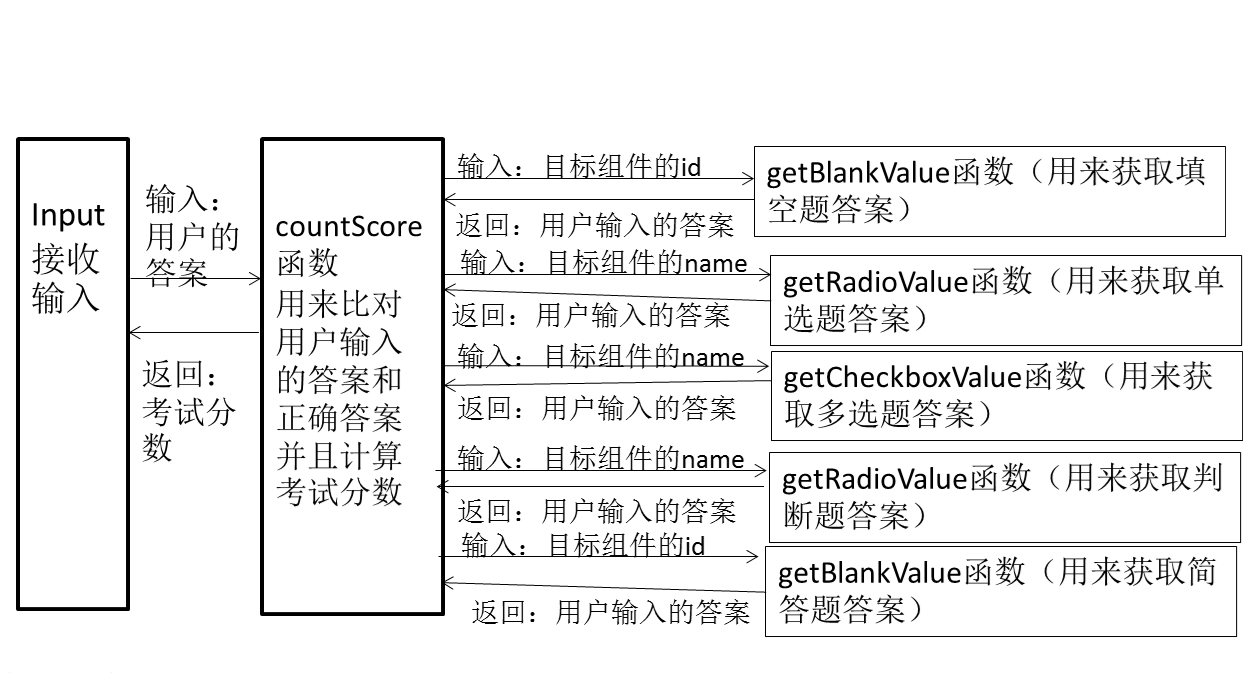 Input
接收
输入
输入：
用户的
答案
返回：
考试分
数
countScore
函数
用来比对
用户输入
的答案和
正确答案
并且计算
考试分数
输入：目标组件的id
返回：用户输入的答案
getBlankValue函数（用来获取填
空题答案）
输入：目标组件的name
返回：用户输入的答案
getRadioValue函数（用来获取单
选题答案）
输入：目标组件的name
返回：用户输入的答案
getCheckboxValue函数（用来获
取多选题答案）
输入：目标组件的name
返回：用户输入的答案
getRadioValue函数（用来获取判
断题答案）
输入：目标组件的id
返回：用户输入的答案
getBlankValue函数（用来获取简
答题答案）